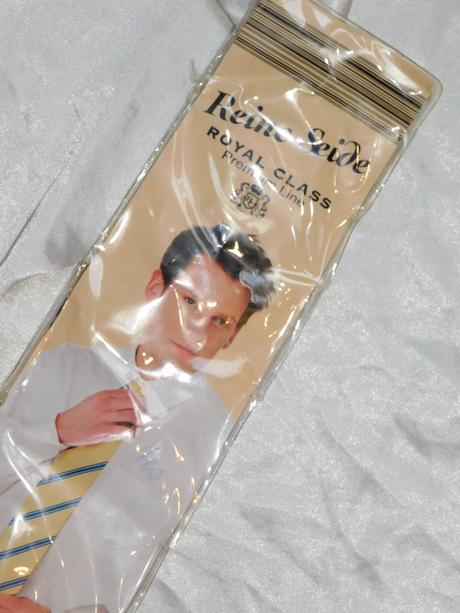 Reine Seide
ROYAL CLASS
Premium Line